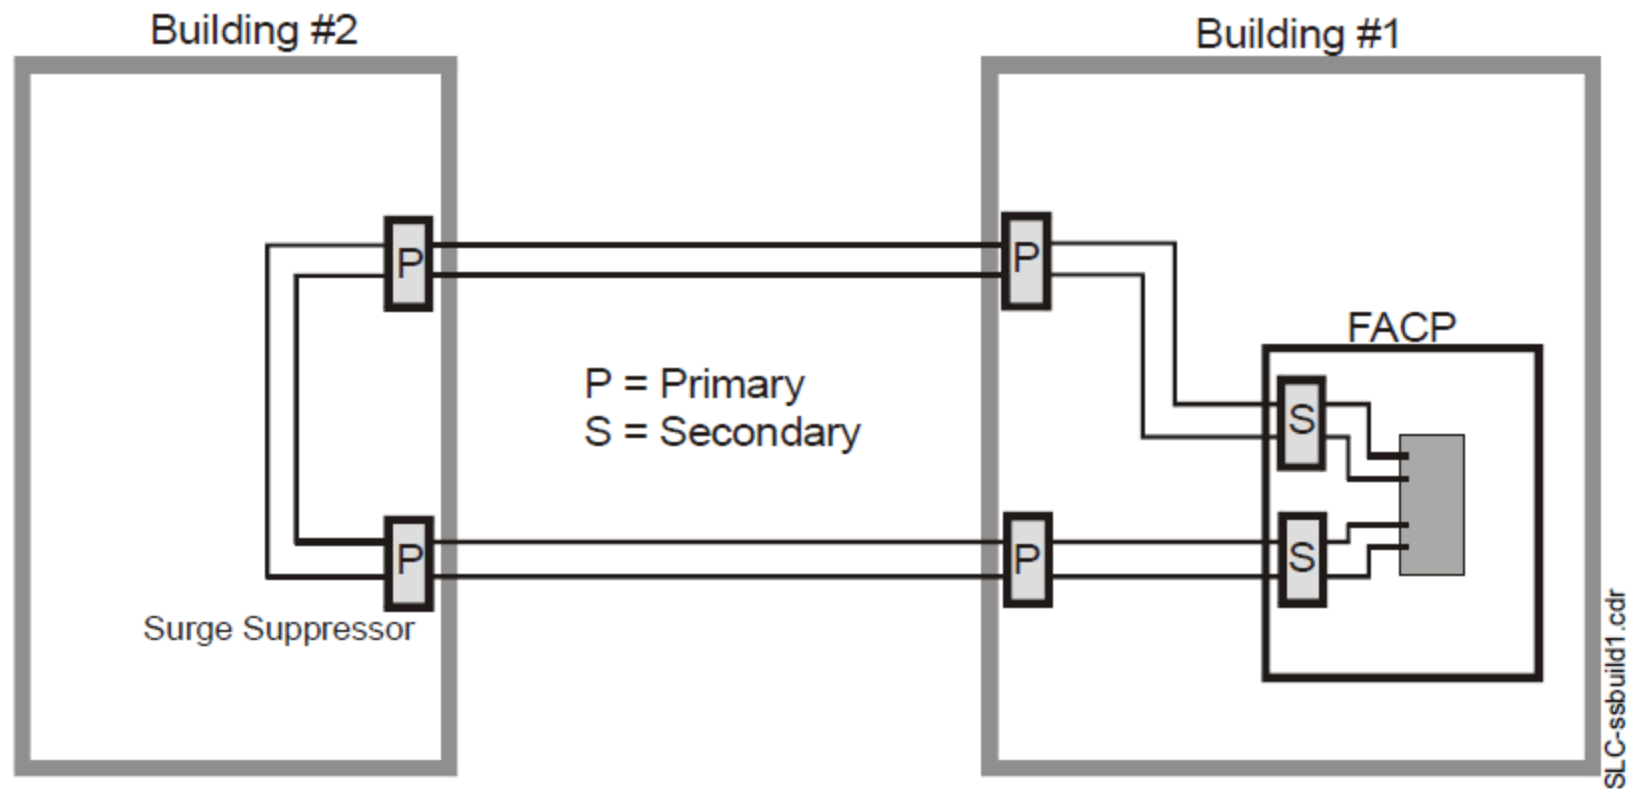 Building #2
Building #1
P
P
FACP
P = Primary
S = Secondary
S
P
P
S
Surge Suppressor
SLC-ssbuild1.cdr